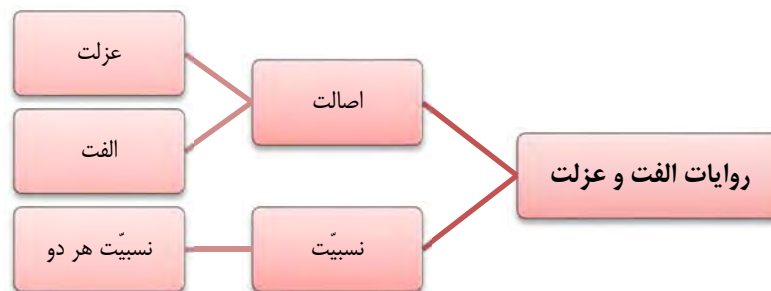 روایات الفت و عزلت
اصالت
عزلت
الفت
نسبیّت
نسبیّت هر دو